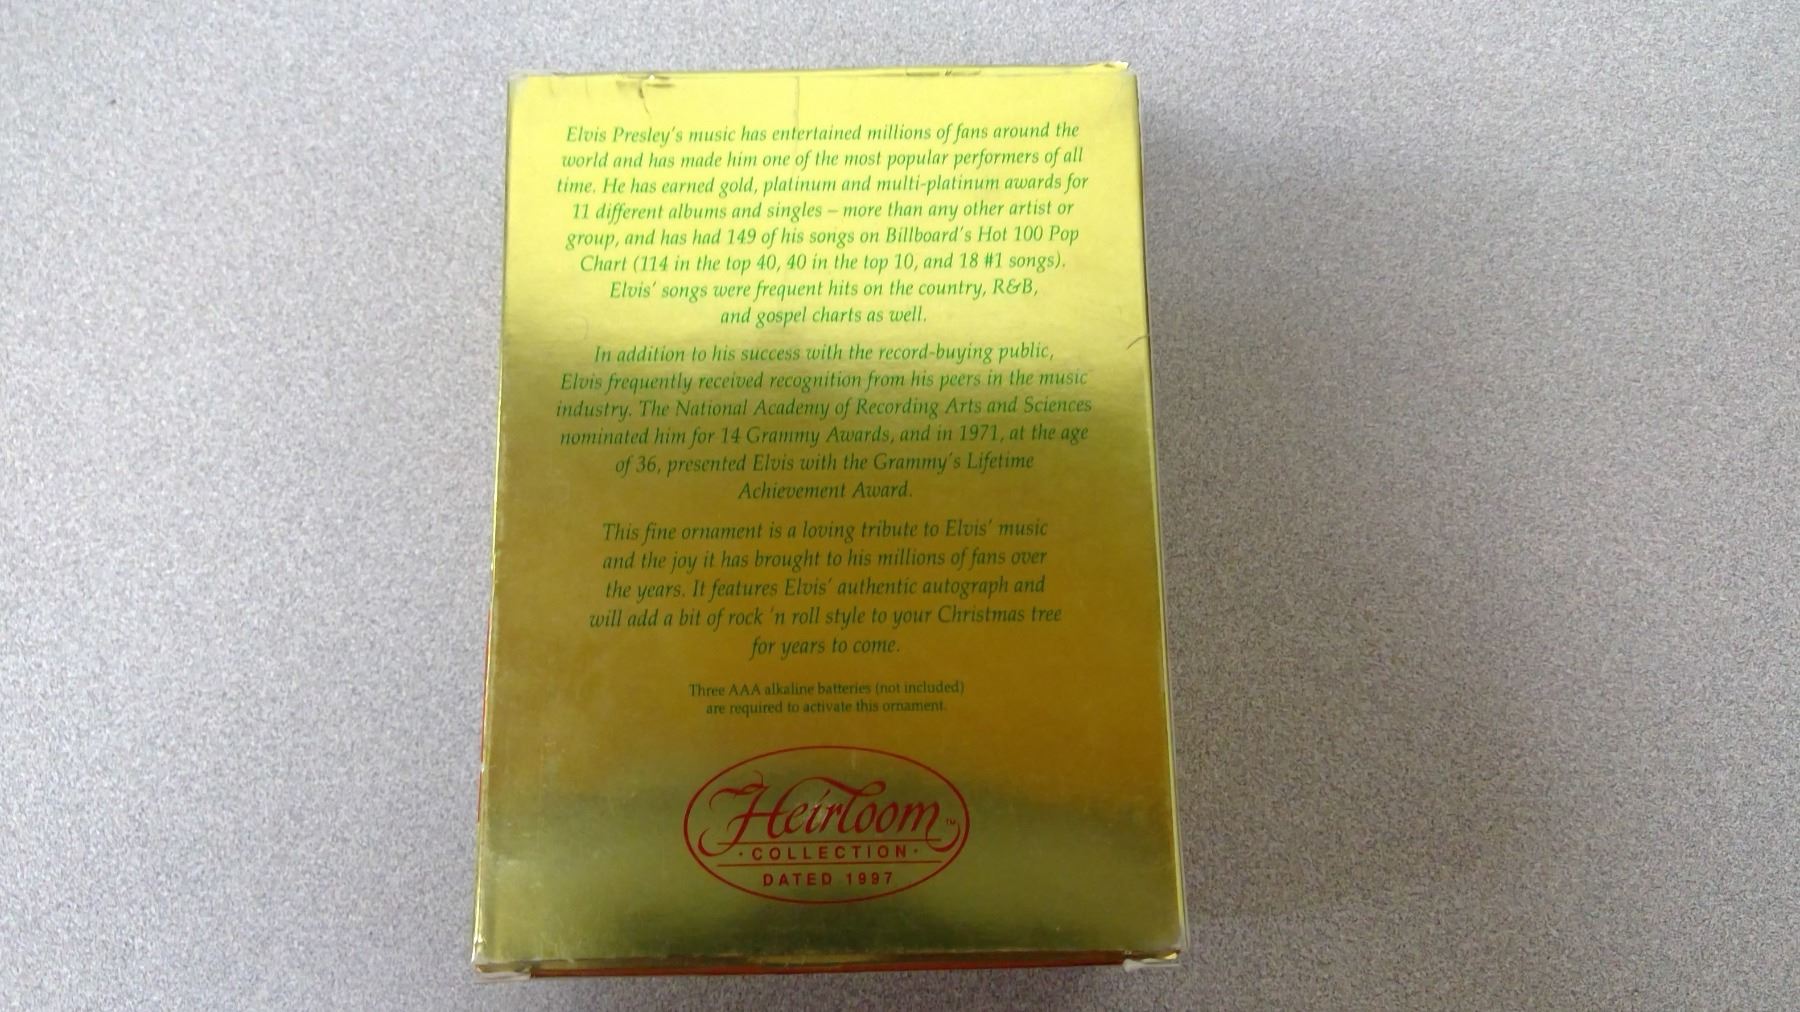 Elvis Presley's music has entertained millions of fans around the
world and has made him one of the most popular performers of all
time. He has earned gold, platinum and multi-platinum awards for
11 different albums and singles – more than any other artist or
group, and has had 149 of his songs on Billboard's Hot 100 Pop
Chart (114 in the top 40, 40 in the top 10, and 18 #1 songs).
Elvis' songs were frequent hits on the country, R&B,
and gospel charts as well.
In addition to his success with the record-buying public,
Elvis frequently received recognition from his peers in the music
industry. The National Academy of Recording Arts and Sciences
nominated him for 14 Grammy Awards, and in 1971, at the age
of 36, presented Elvis with the Grammy's Lifetime
Achievement Award.
This fine ornament is a loving tribute to Elvis' music
and the joy it has brought to his millions of fans over
the years. It features Elvis' authentic autograph and
will add a bit of rock 'n roll style to your Christmas tree
for years to come.
Three AAA alkaline batteries (not included)
are required to activate this ornament.
Heirloom™
·COLLECTION·
DATED 1997